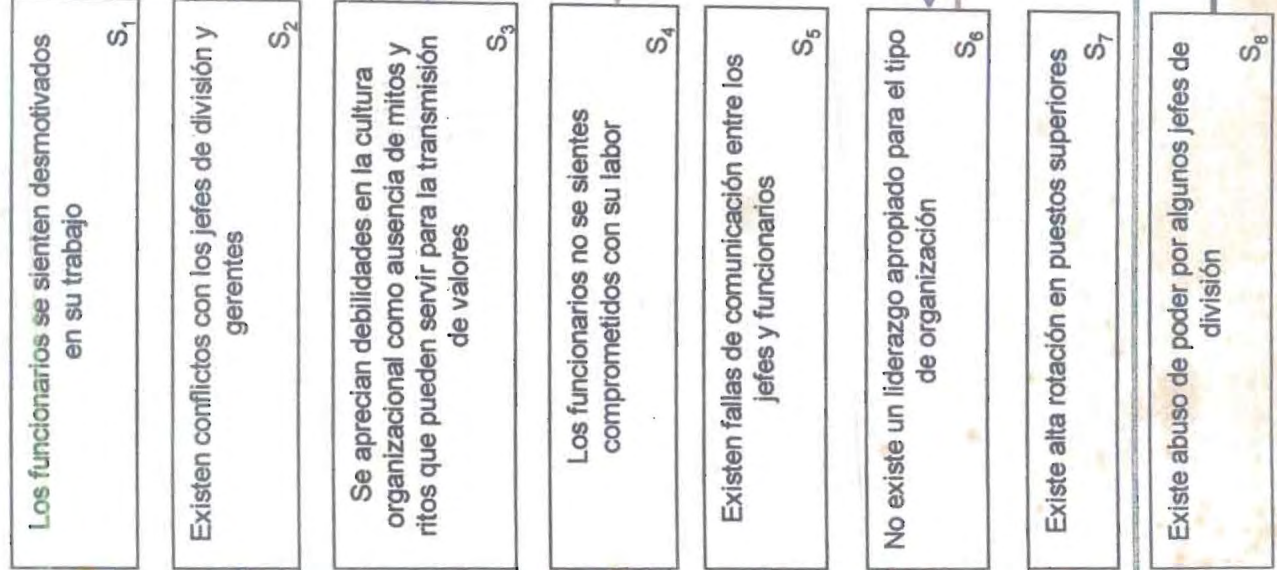 Los funcionarios se sienten desmotivados
en su trabajo
S1
Existen conflictos con los jefes de división y
gerentes
S2
Se aprecian debilidades en la cultura
organizacional como ausencia de mitos y
ritos que pueden servir para la transmisión
de valores
S3
Los funcionarios no se sientes
comprometidos con su labor
S4
Existen fallas de comunicación entre los
jefes y funcionarios
S5
No existe un liderazgo apropiado para el tipo
de organización
S6
Existe alta rotación en puestos superiores
S7
Existe abuso de poder por algunos jefes de
división
S8